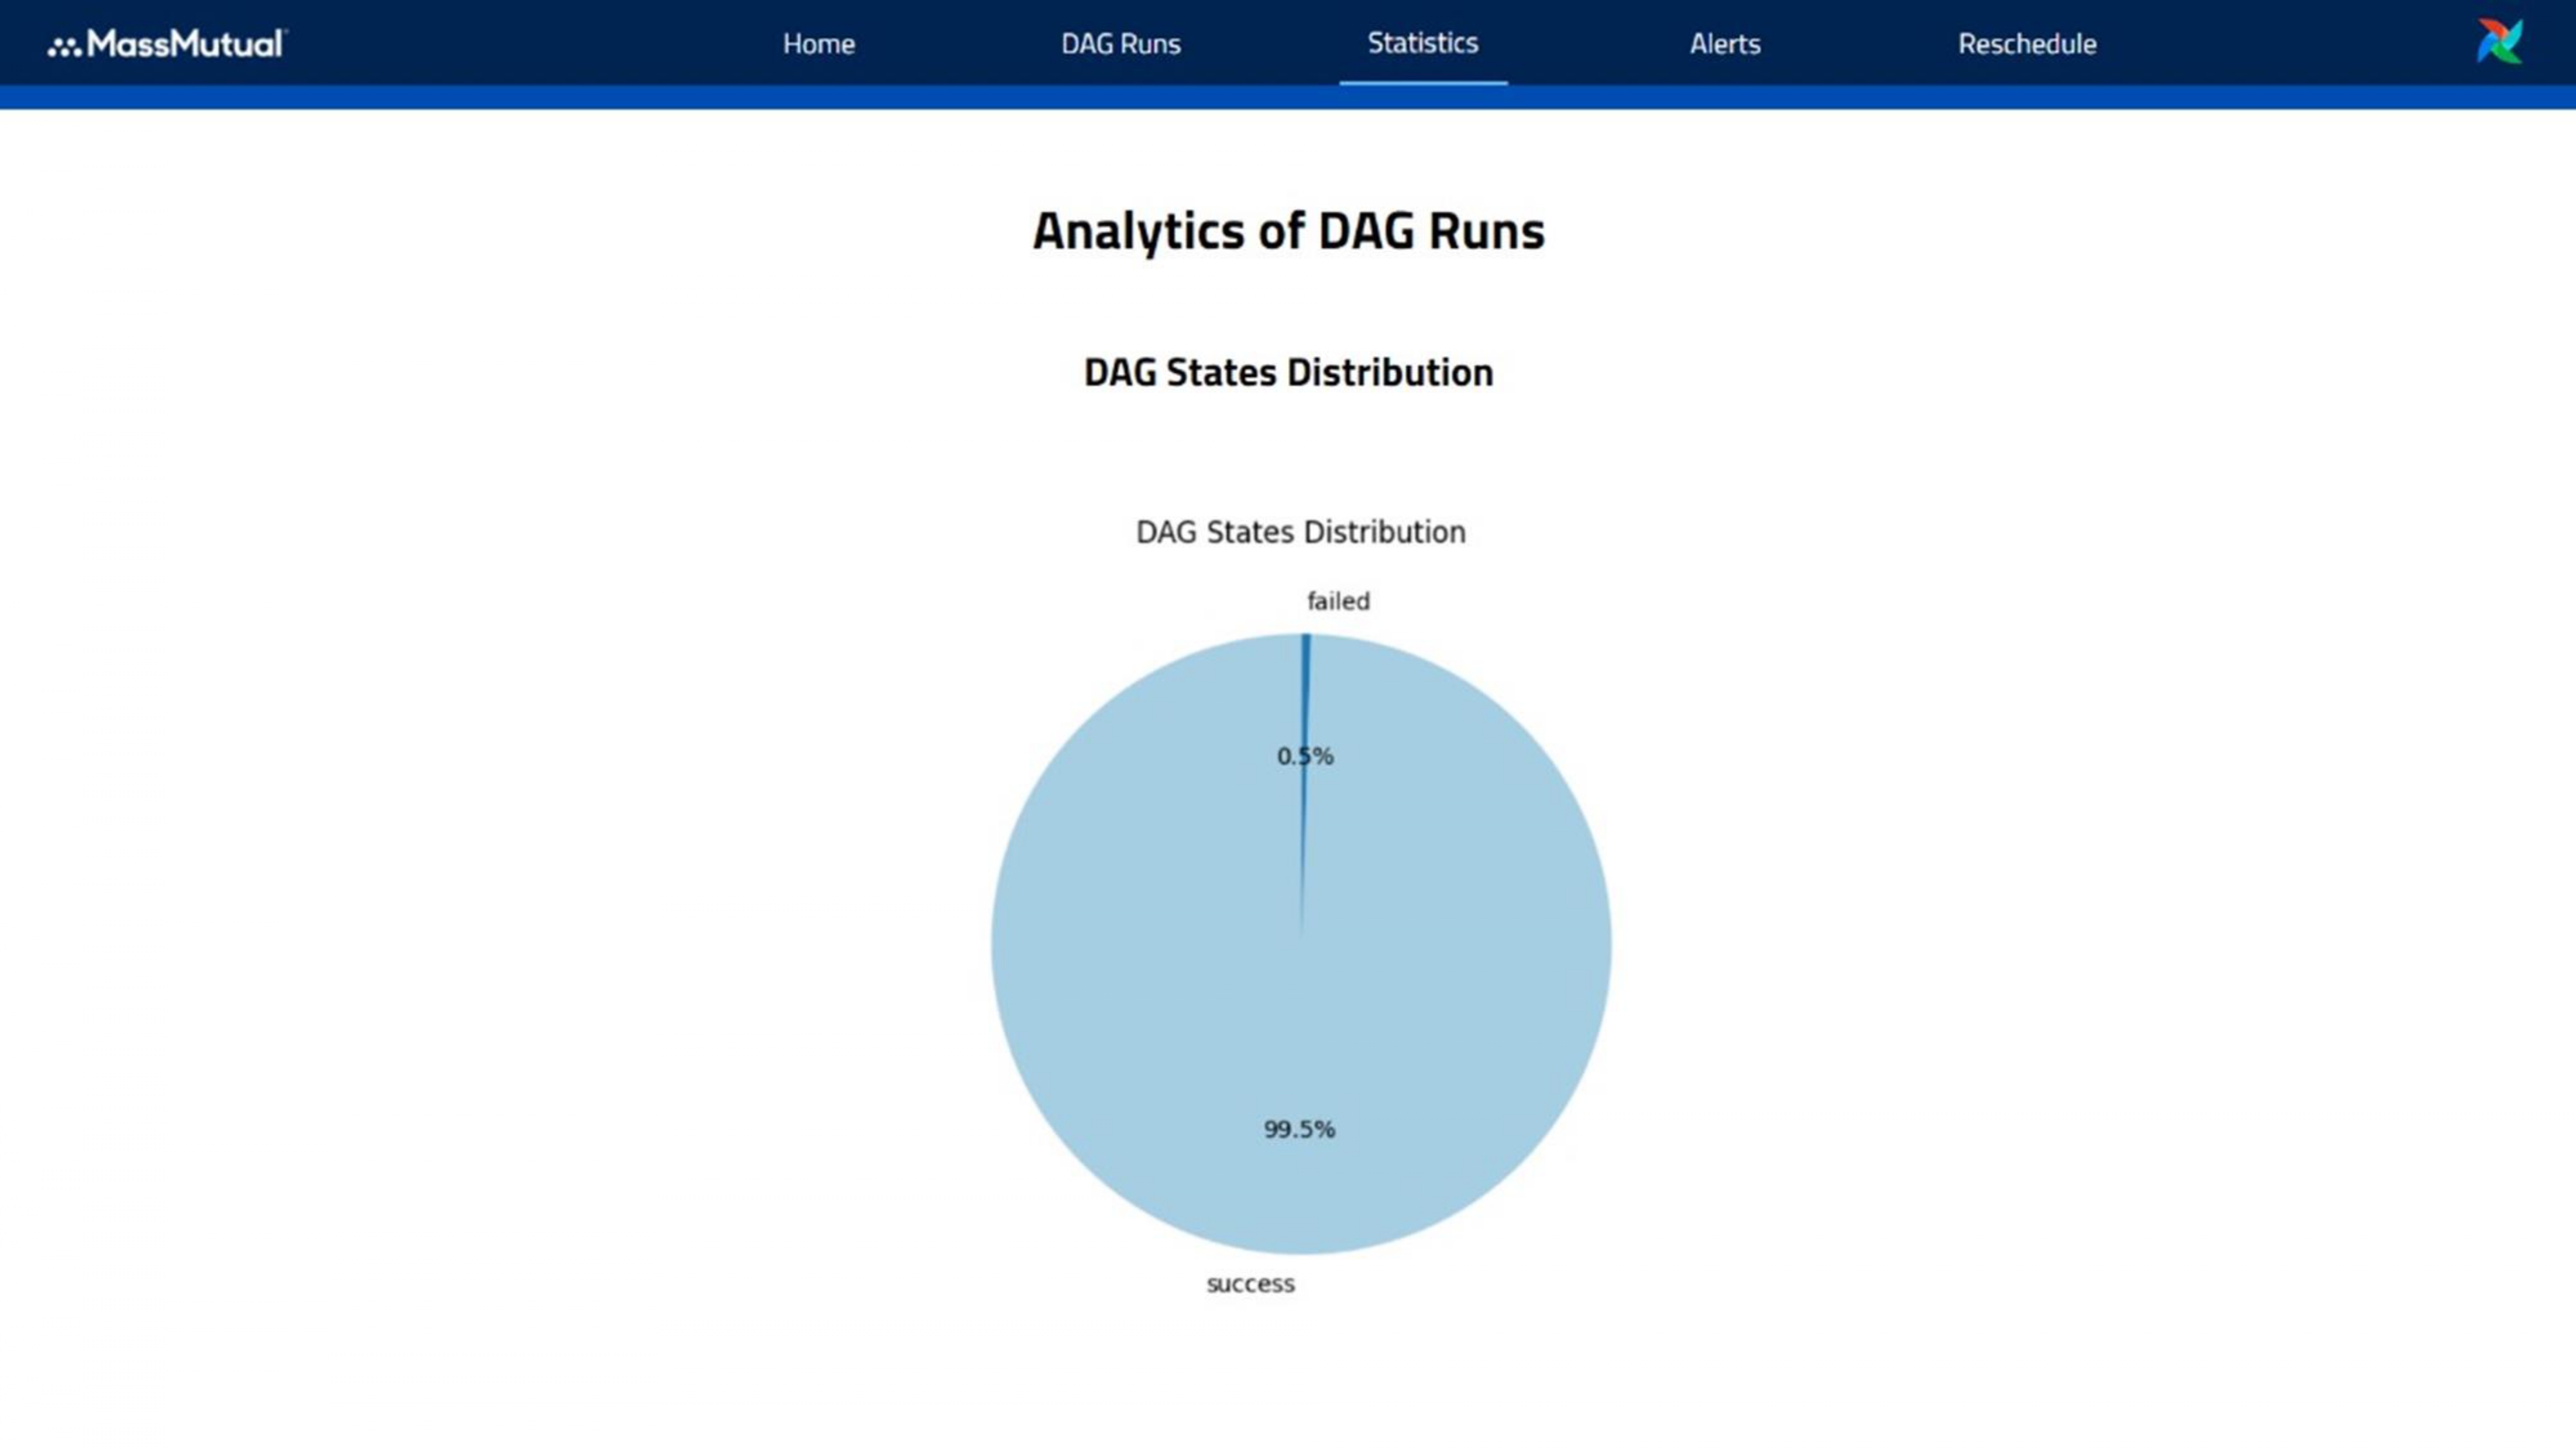 MassMutual
Home DAG Runs Statistics Alerts Reschedule
Analytics of DAG Runs
DAG States Distribution
DAG States Distribution
failed
0.5%
99.5%
success